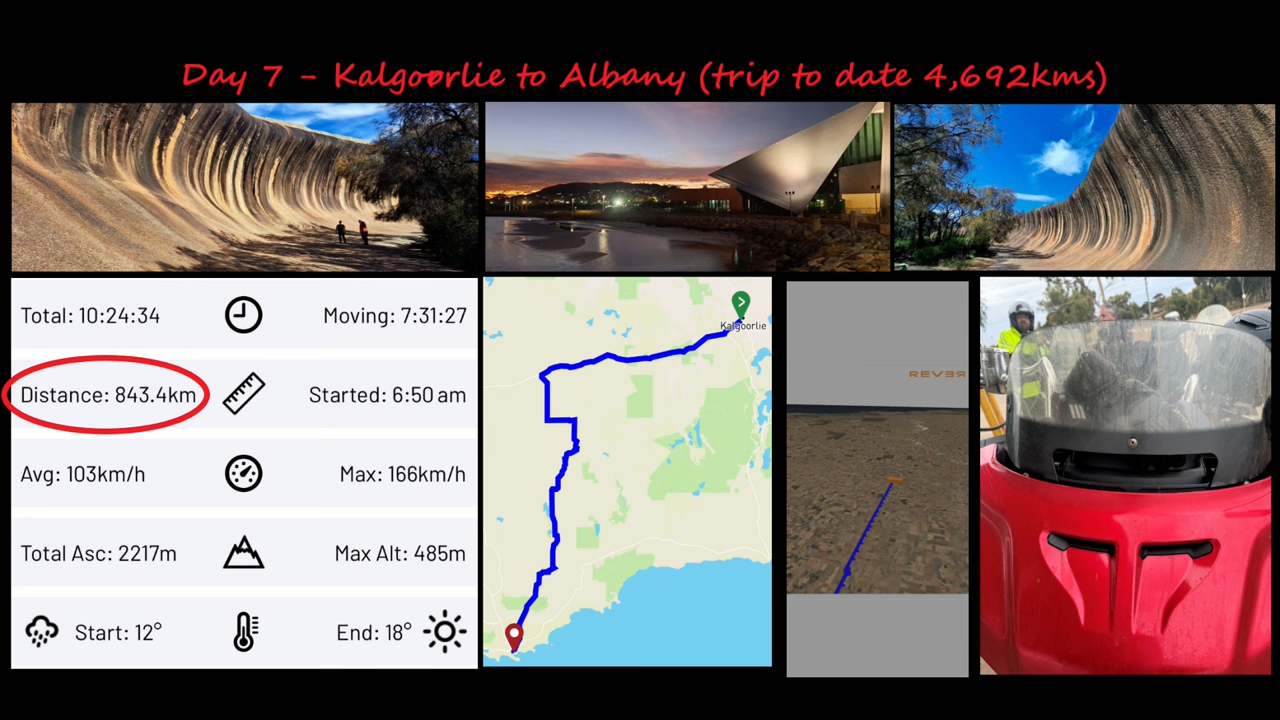 Day 7 - Kalgoorlie to Albany (trip to date 4,692kms)
Total: 10:24:34
Moving: 7:31:27
Distance: 843.4km
Started: 6:50 am
Avg: 103km/h
Max: 166km/h
Total Asc: 2217m
Max Alt: 485m
Start: 12°
End: 18°
Kalgoorlie
REVER